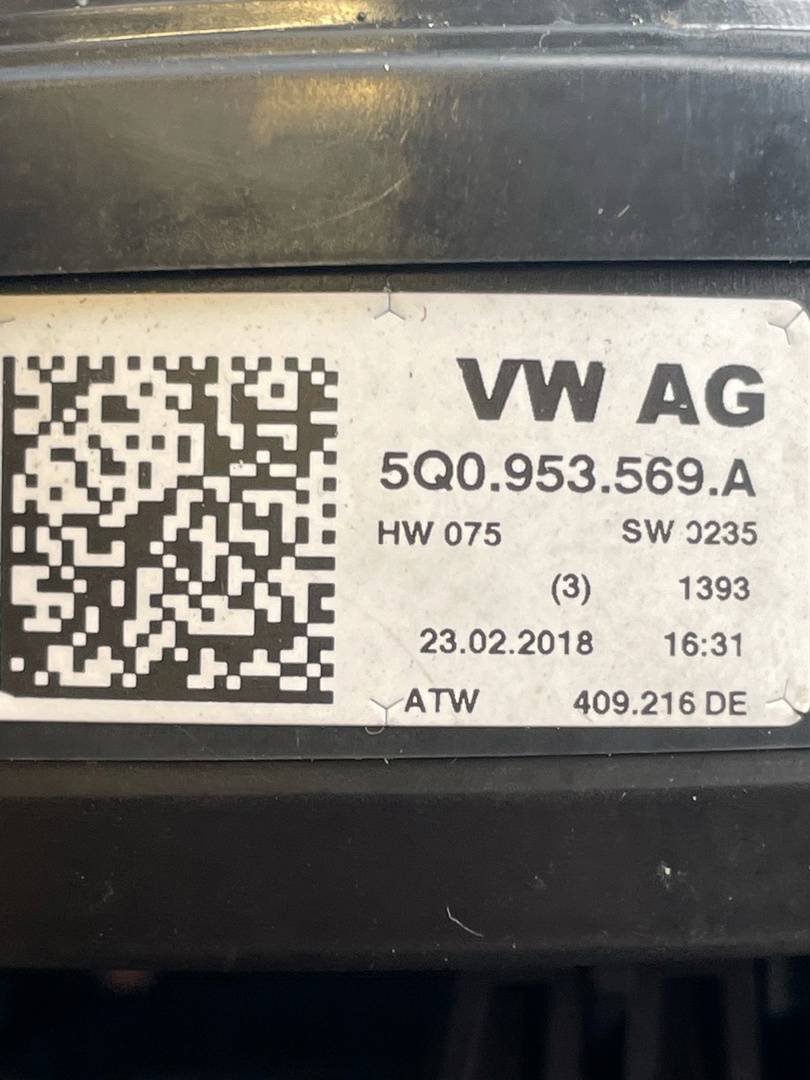 VW AG
5Q0.953.569.A
HW 075 SW 0235
(3) 1393
23.02.2018 16:31
ATW 409.216 DE